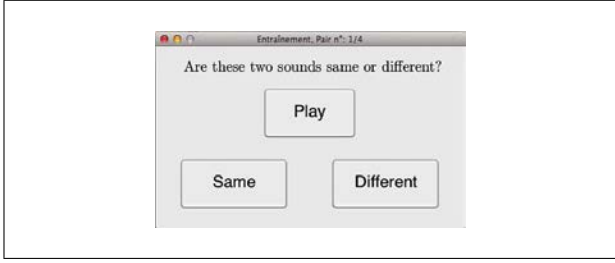 Entraînement, Pair n°: 1/4
Are these two sounds same or different?
Play
Same
Different